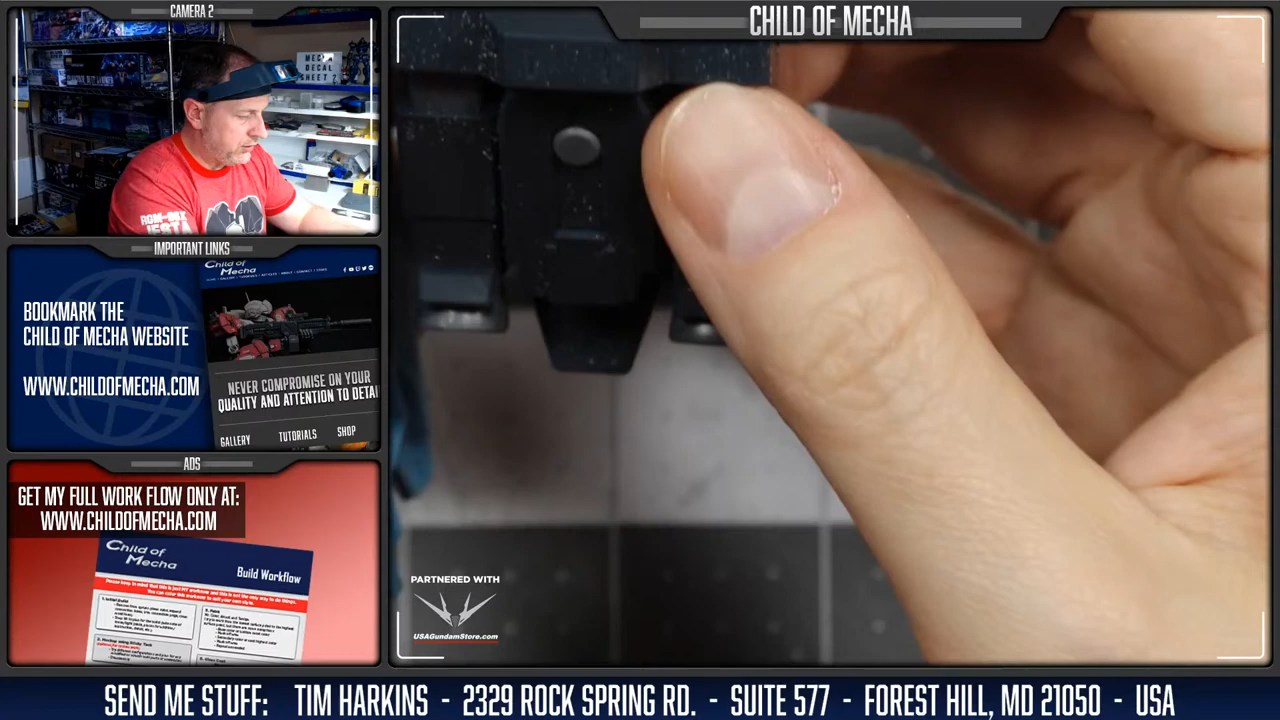 CAMERA 2
CHILD OF MECHA
MECHA
DECAL
SHEET ?
IMPORTANT LINKS
BOOKMARK THE
CHILD OF MECHA WEBSITE
WWW.CHILDOFMECHA.COM
Child of
Mecha
NEVER COMPROMISE ON YOUR
QUALITY AND ATTENTION TO DETAI
GALLERY TUTORIALS SHOP
ADS
GET MY FULL WORK FLOW ONLY AT:
WWW.CHILDOFMECHA.COM
Child of
Mecha
Build Workflow
PARTNERED WITH
USAGundamStore.com
SEND ME STUFF: TIM HARKINS - 2329 ROCK SPRING RD. - SUITE 577 - FOREST HILL, MD 21050 - USA